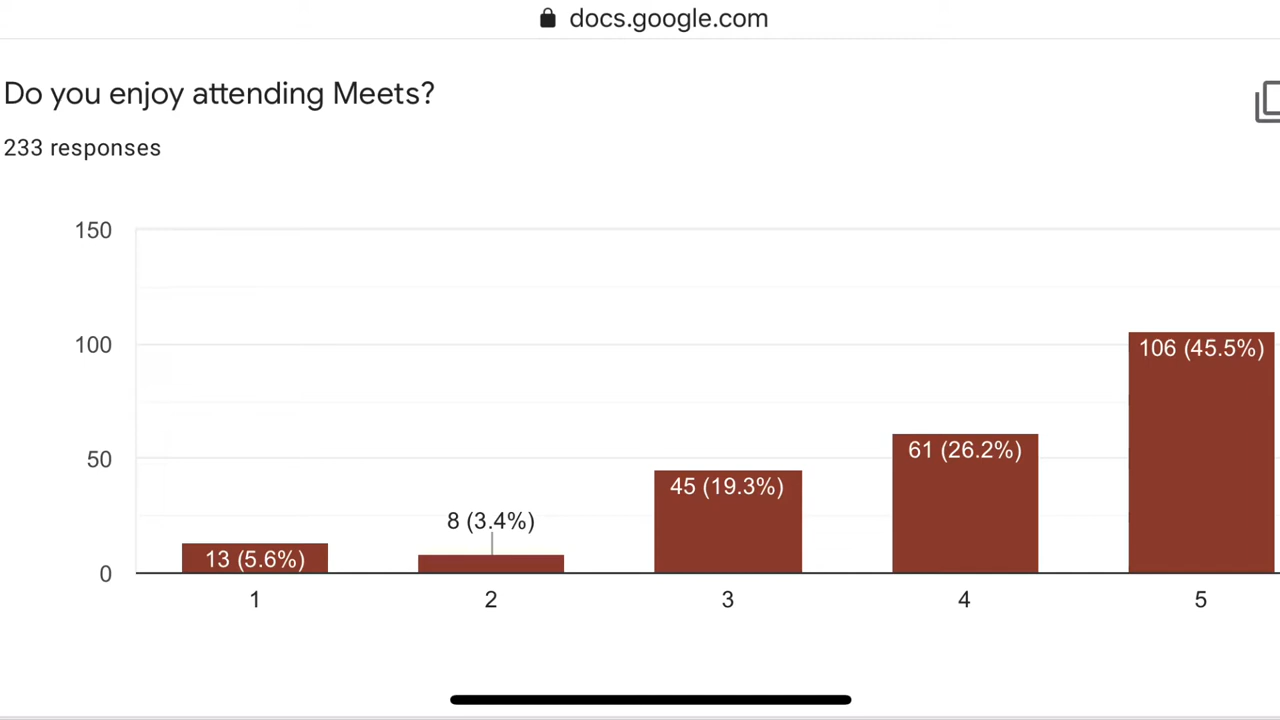 docs.google.com
Do you enjoy attending Meets?
233 responses
150
100
50
0
13 (5.6%)
8 (3.4%)
45 (19.3%)
61 (26.2%)
106 (45.5%)
1 2 3 4 5